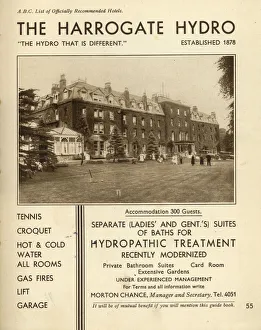 A.B.C. List of Officially Recommended Hotels.
THE HARROGATE HYDRO
"THE HYDRO THAT IS DIFFERENT." ESTABLISHED 1878
Accommodation 300 Guests.
TENNIS
CROQUET
HOT & COLD
WATER
ALL ROOMS
GAS FIRES
LIFT
GARAGE
SEPARATE (LADIES' AND GENT.'S) SUITES
OF BATHS FOR
HYDROPATHIC TREATMENT
RECENTLY MODERNIZED
Private Bathroom Suites Card Room
Extensive Gardens
UNDER EXPERIENCED MANAGEMENT
For Terms and all information write
MORTON CHANCE, Manager and Secretary, Tel. 4051
It will be of mutual benefit if you will mention this guide book.
55